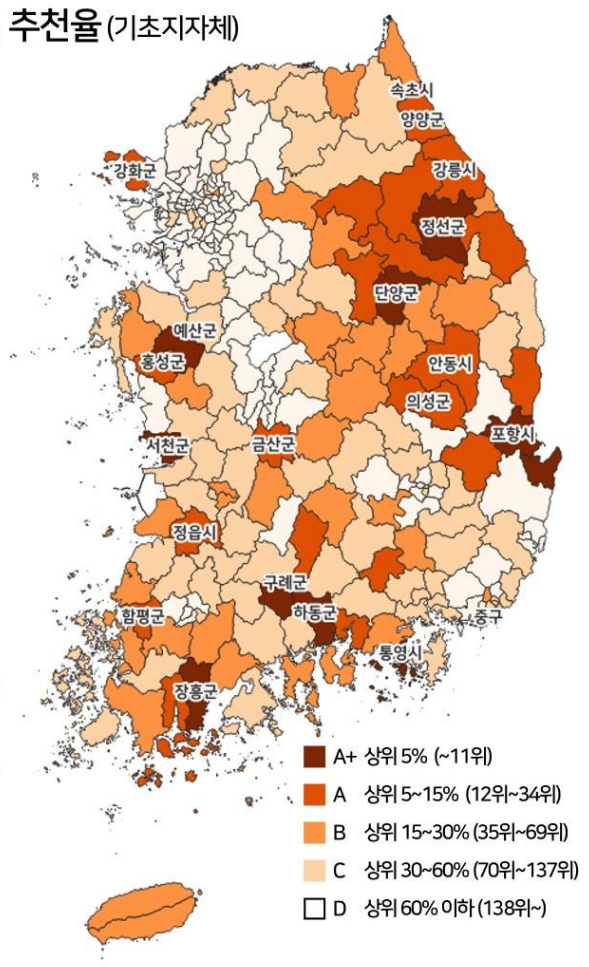 추천율 (기초지자체)
속초시
양양군
강화군
강릉시
정선군
단양군
예산군
홍성군
안동시
의성군
서천군
금산군
포항시
정읍시
구례군
하동군
함평군
중구
통영시
장흥군
A+ 상위 5% (~11위)
A 상위 5~15% (12위~34위)
B 상위 15~30% (35위~69위)
C 상위 30~60% (70위~137위)
D 상위 60% 이하 (138위~)